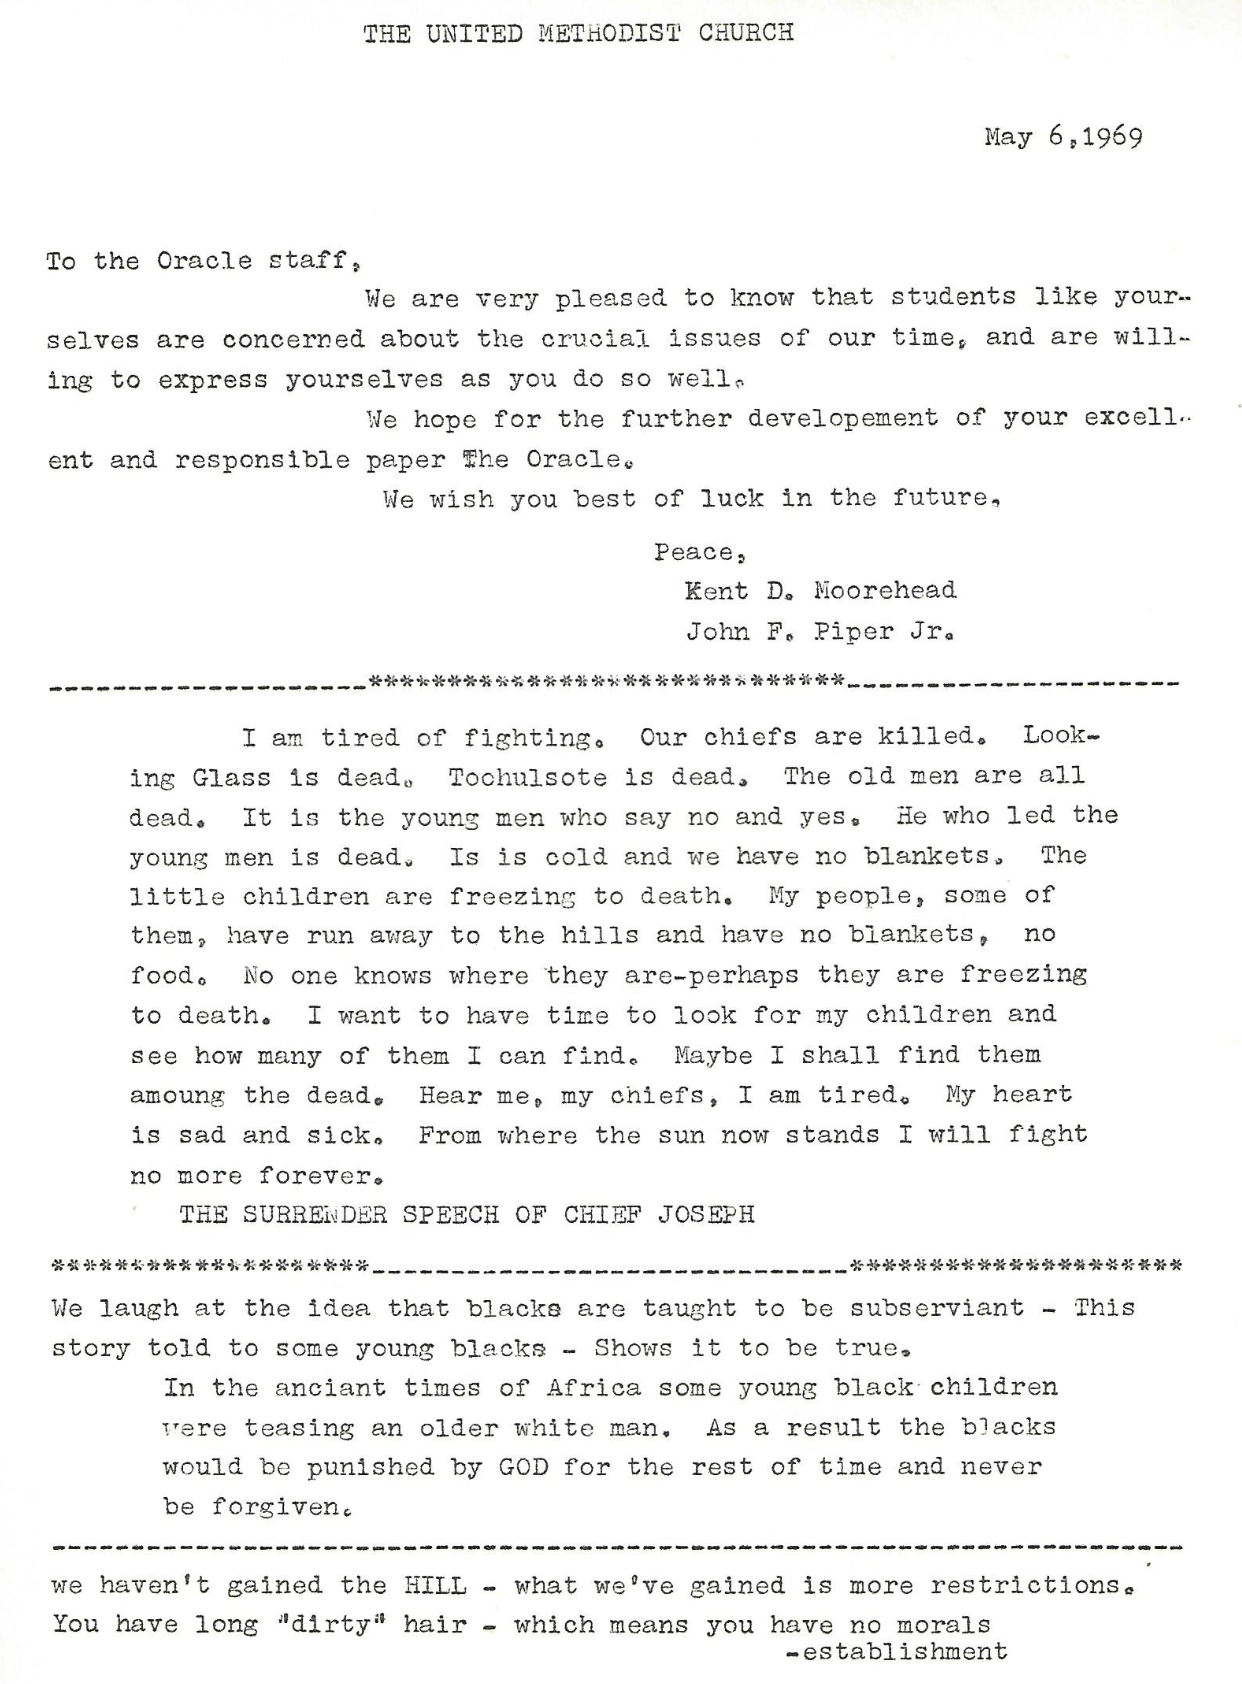 THE UNITED METHODIST CHURCH
May 6,1969
To the Oracle staff,
We are very pleased to know that students like your-
selves are concerned about the crucial issues of our time, and are will-
ing to express yourselves as you do so well.
We hope for the further developement of your excell-
ent and responsible paper The Oracle.
We wish you best of luck in the future.
Peace,
Kent D. Moorehead
John F. Piper Jr.
--------------------******************************---------------------
I am tired of fighting. Our chiefs are killed. Look-
ing Glass is dead. Tochulsote is dead. The old men are all
dead. It is the young men who say no and yes. He who led the
young men is dead. Is is cold and we have no blankets. The
little children are freezing to death. My people, some of
them, have run away to the hills and have no blankets, no
food. No one knows where they are-perhaps they are freezing
to death. I want to have time to look for my children and
see how many of them I can find. Maybe I shall find them
amoung the dead. Hear me, my chiefs, I am tired. My heart
is sad and sick. From where the sun now stands I will fight
no more forever.
THE SURRENDER SPEECH OF CHIEF JOSEPH
********************------------------------------*********************
We laugh at the idea that blacks are taught to be subserviant - This
story told to some young blacks - Shows it to be true.
In the anciant times of Africa some young black children
were teasing an older white man. As a result the blacks
would be punished by GOD for the rest of time and never
be forgiven.
-----------------------------------------------------------------------
we haven't gained the HILL - what we've gained is more restrictions.
You have long "dirty" hair - which means you have no morals
-establishment